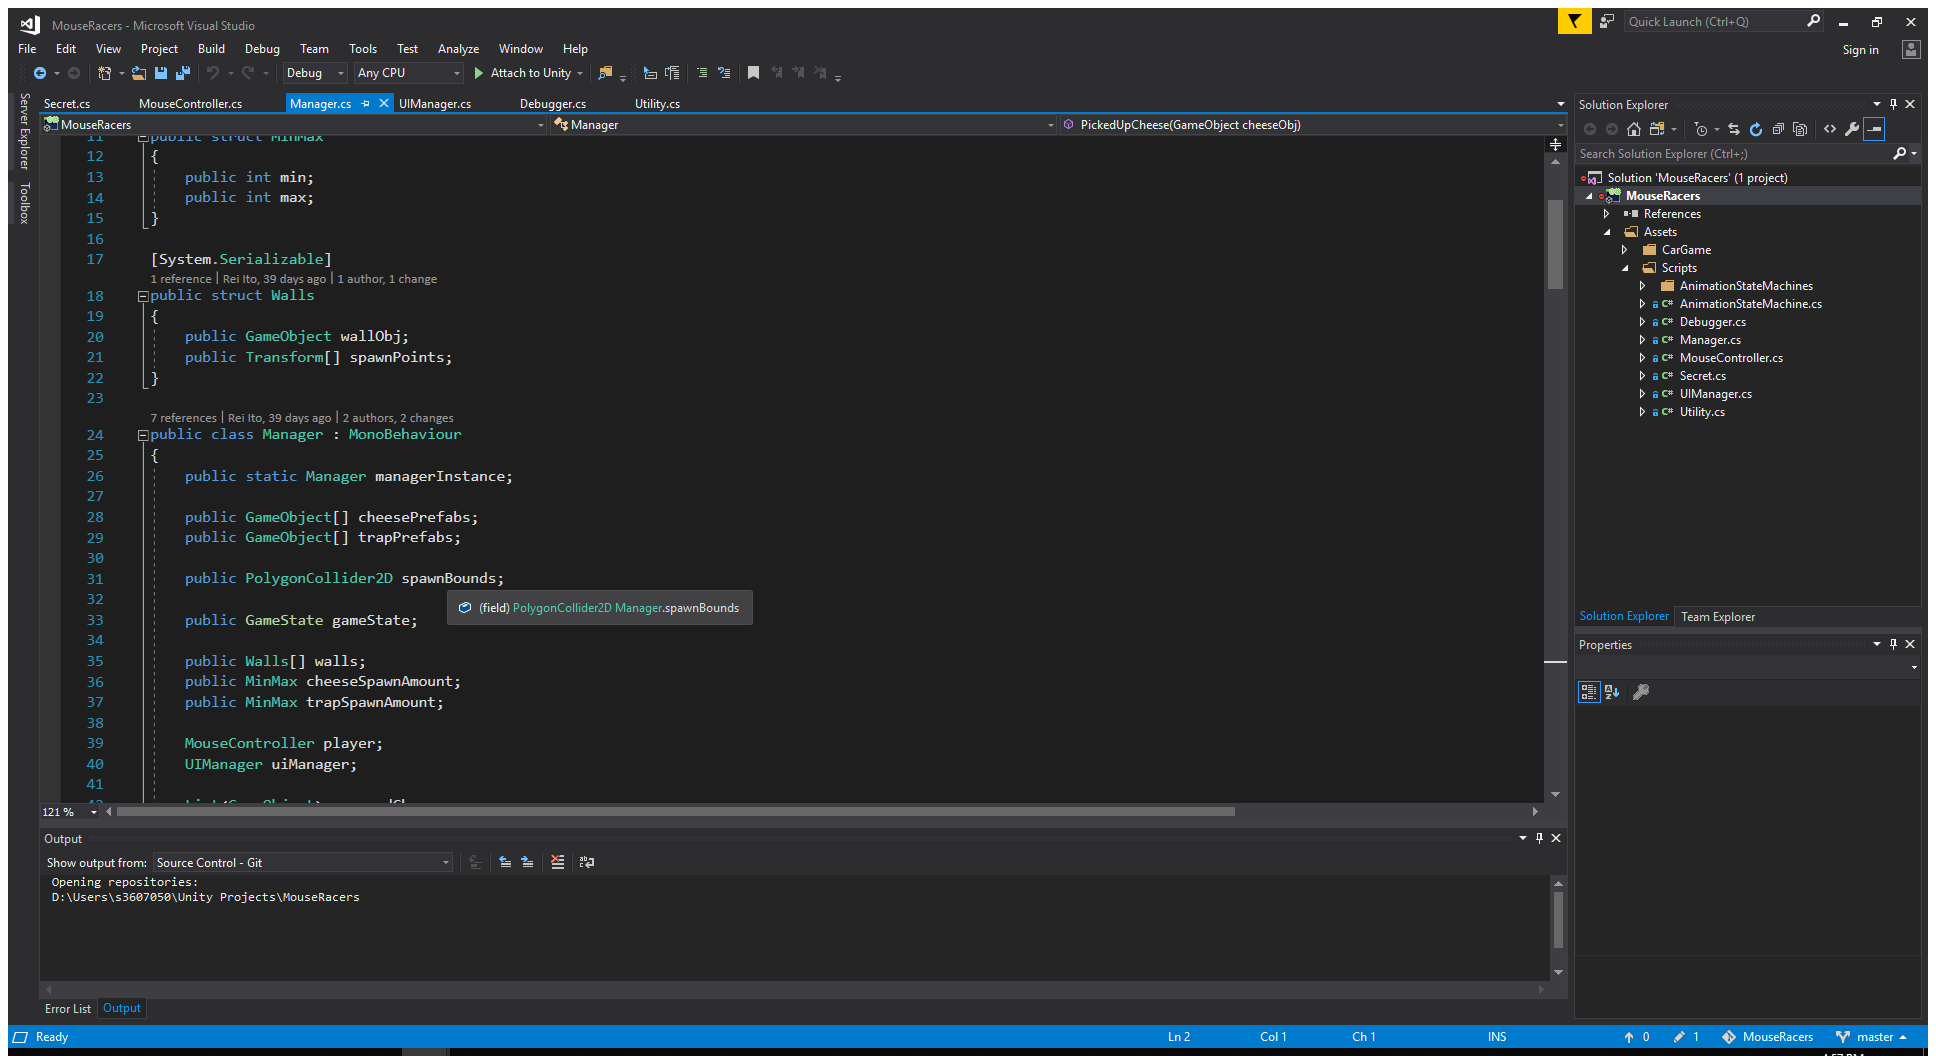 MouseRacers - Microsoft Visual Studio
Quick Launch (Ctrl+Q)
File Edit View Project Build Debug Team Tools Test Analyze Window Help
Sign in
Debug Any CPU Attach to Unity
Server Explorer
Toolbox
Secret.cs MouseController.cs Manager.cs UIManager.cs Debugger.cs Utility.cs
MouseRacers Manager PickedUpCheese(GameObject cheeseObj)
11 public struct MinMax
12 {
13 public int min;
14 public int max;
15 }
16
17 [System.Serializable]
1 reference | Rei Ito, 39 days ago | 1 author, 1 change
18 public struct Walls
19 {
20 public GameObject wallObj;
21 public Transform[] spawnPoints;
22 }
23
7 references | Rei Ito, 39 days ago | 2 authors, 2 changes
24 public class Manager : MonoBehaviour
25 {
26 public static Manager managerInstance;
27
28 public GameObject[] cheesePrefabs;
29 public GameObject[] trapPrefabs;
30
31 public PolygonCollider2D spawnBounds;
32
(field) PolygonCollider2D Manager.spawnBounds
33 public GameState gameState;
34
35 public Walls[] walls;
36 public MinMax cheeseSpawnAmount;
37 public MinMax trapSpawnAmount;
38
39 MouseController player;
40 UIManager uiManager;
41
121 %
Output
Show output from: Source Control - Git
Opening repositories:
D:\Users\s3607050\Unity Projects\MouseRacers
Error List Output
Solution Explorer
Search Solution Explorer (Ctrl+;)
Solution 'MouseRacers' (1 project)
MouseRacers
References
Assets
CarGame
Scripts
AnimationStateMachines
C# AnimationStateMachine.cs
C# Debugger.cs
C# Manager.cs
C# MouseController.cs
C# Secret.cs
C# UIManager.cs
C# Utility.cs
Solution Explorer Team Explorer
Properties
Ready Ln 2 Col 1 Ch 1 INS 0 1 MouseRacers master